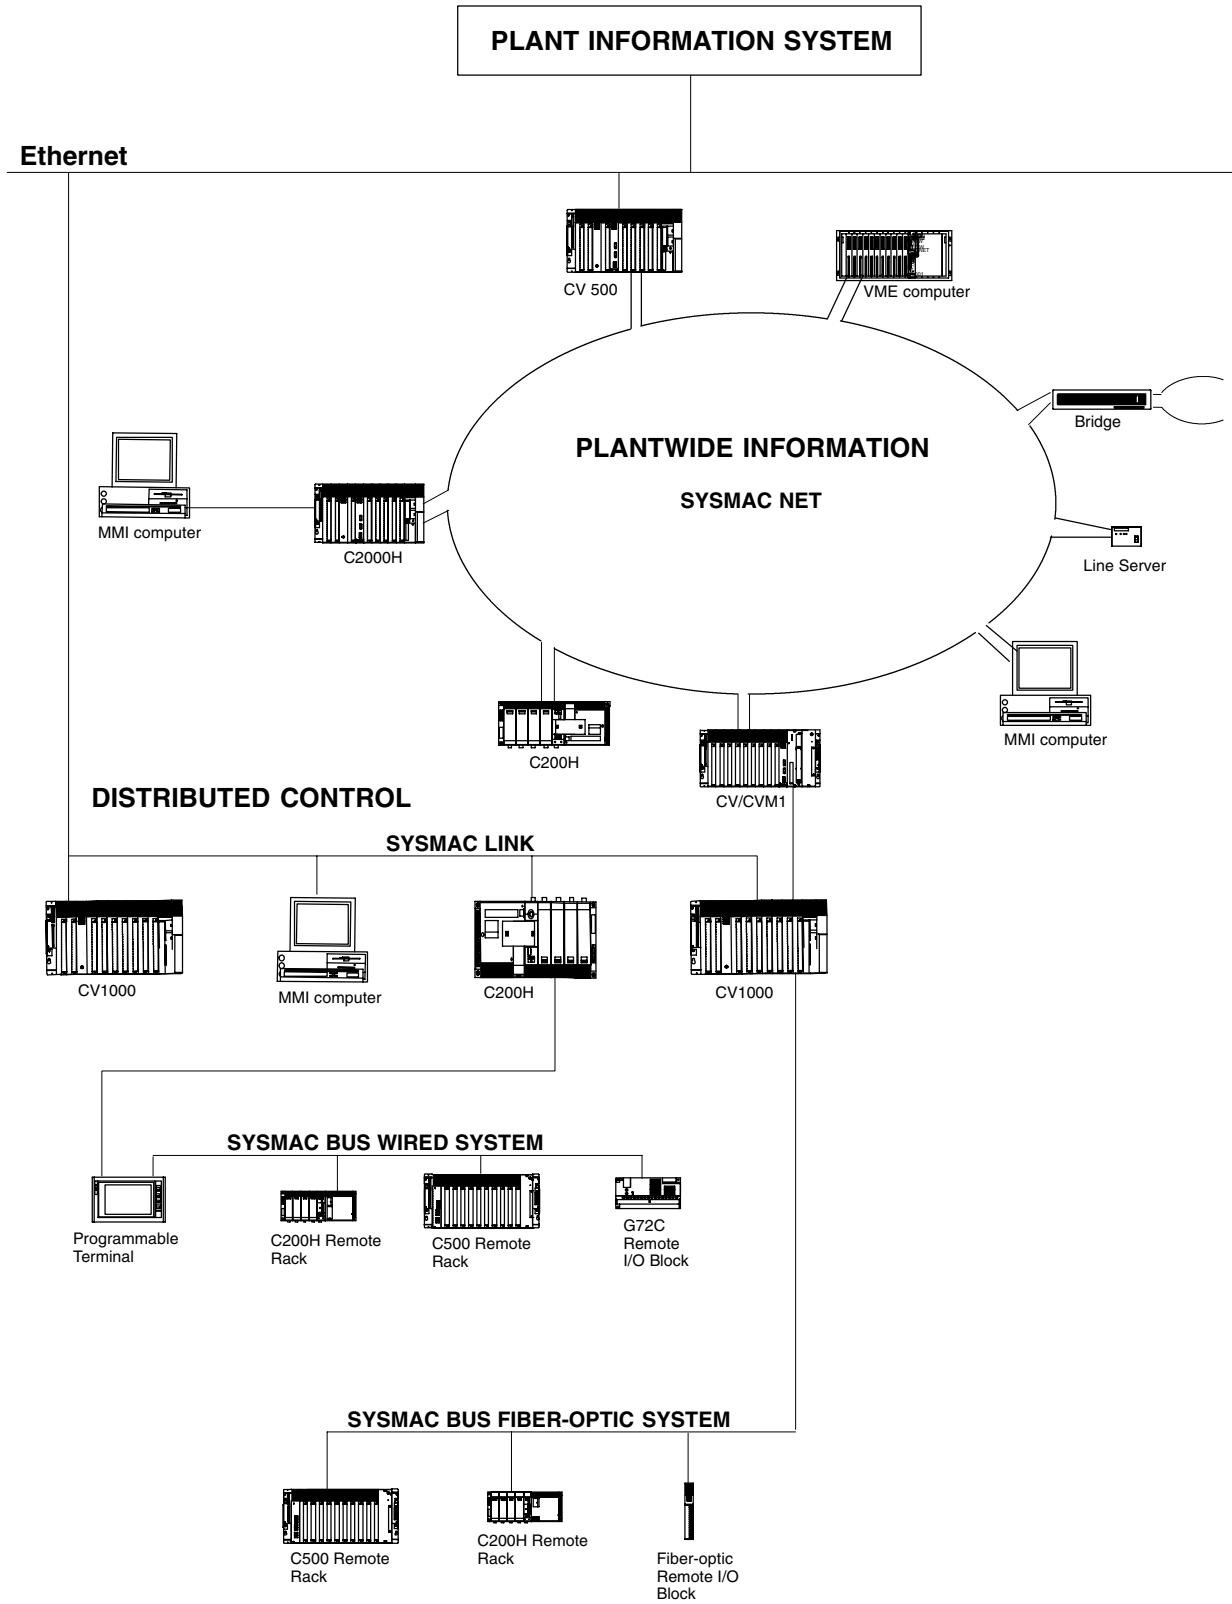 PLANT INFORMATION SYSTEM
Ethernet
CV 500
VME computer
Bridge
PLANTWIDE INFORMATION
SYSMAC NET
MMI computer
C2000H
Line Server
C200H
CV/CVM1
MMI computer
DISTRIBUTED CONTROL
SYSMAC LINK
CV1000
MMI computer
C200H
CV1000
SYSMAC BUS WIRED SYSTEM
Programmable
Terminal
C200H Remote
Rack
C500 Remote
Rack
G72C
Remote
I/O Block
SYSMAC BUS FIBER-OPTIC SYSTEM
C500 Remote
Rack
C200H Remote
Rack
Fiber-optic
Remote I/O
Block